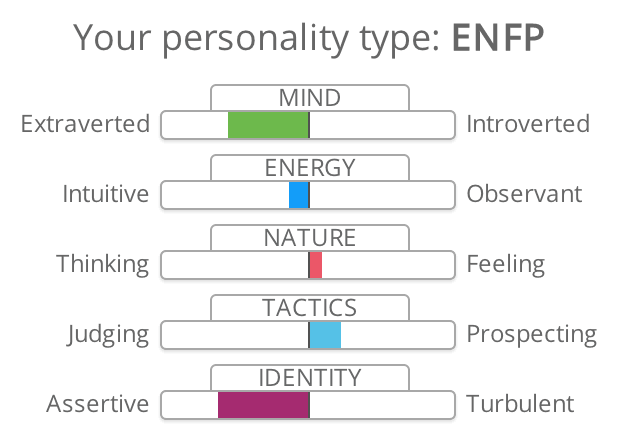 Your personality type: ENFP
MIND
Extraverted Introverted
ENERGY
Intuitive Observant
NATURE
Thinking Feeling
TACTICS
Judging Prospecting
IDENTITY
Assertive Turbulent